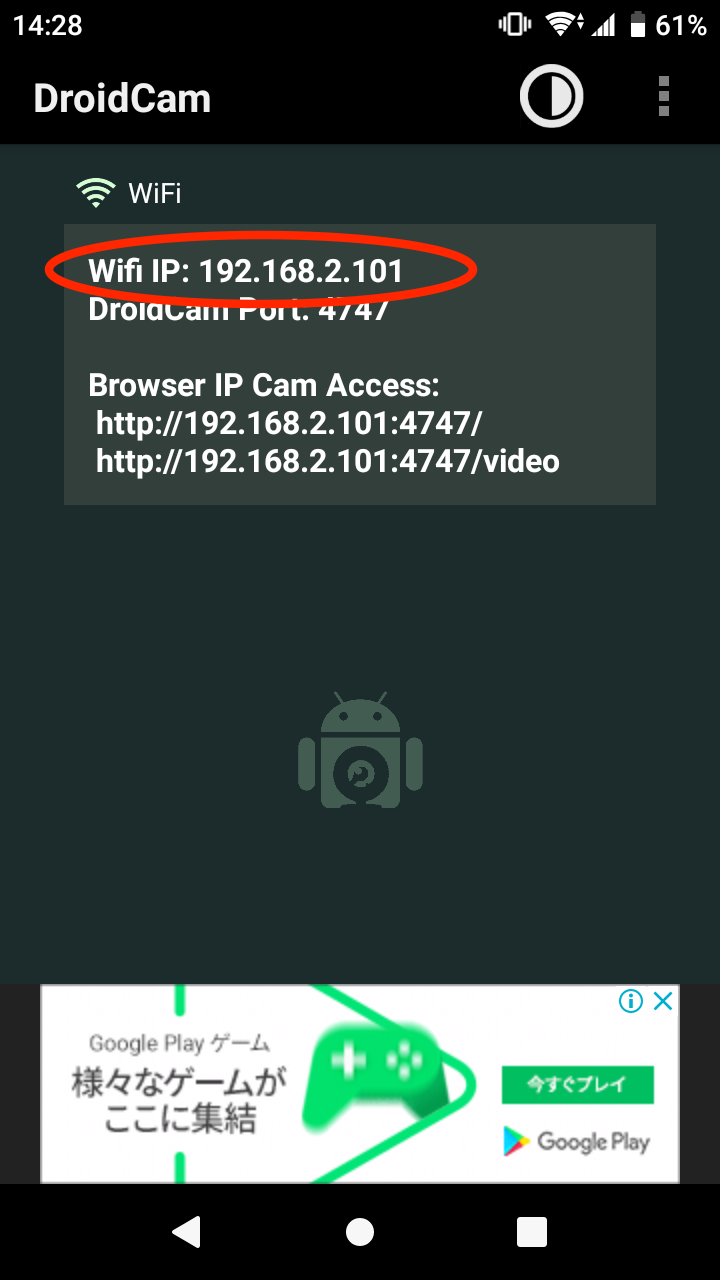 14:28
61%
DroidCam
WiFi
Wifi IP: 192.168.2.101
DroidCam Port: 4747
Browser IP Cam Access:
http://192.168.2.101:4747/
http://192.168.2.101:4747/video
Google Play ゲーム
様々なゲームが
ここに集結
今すぐプレイ
Google Play